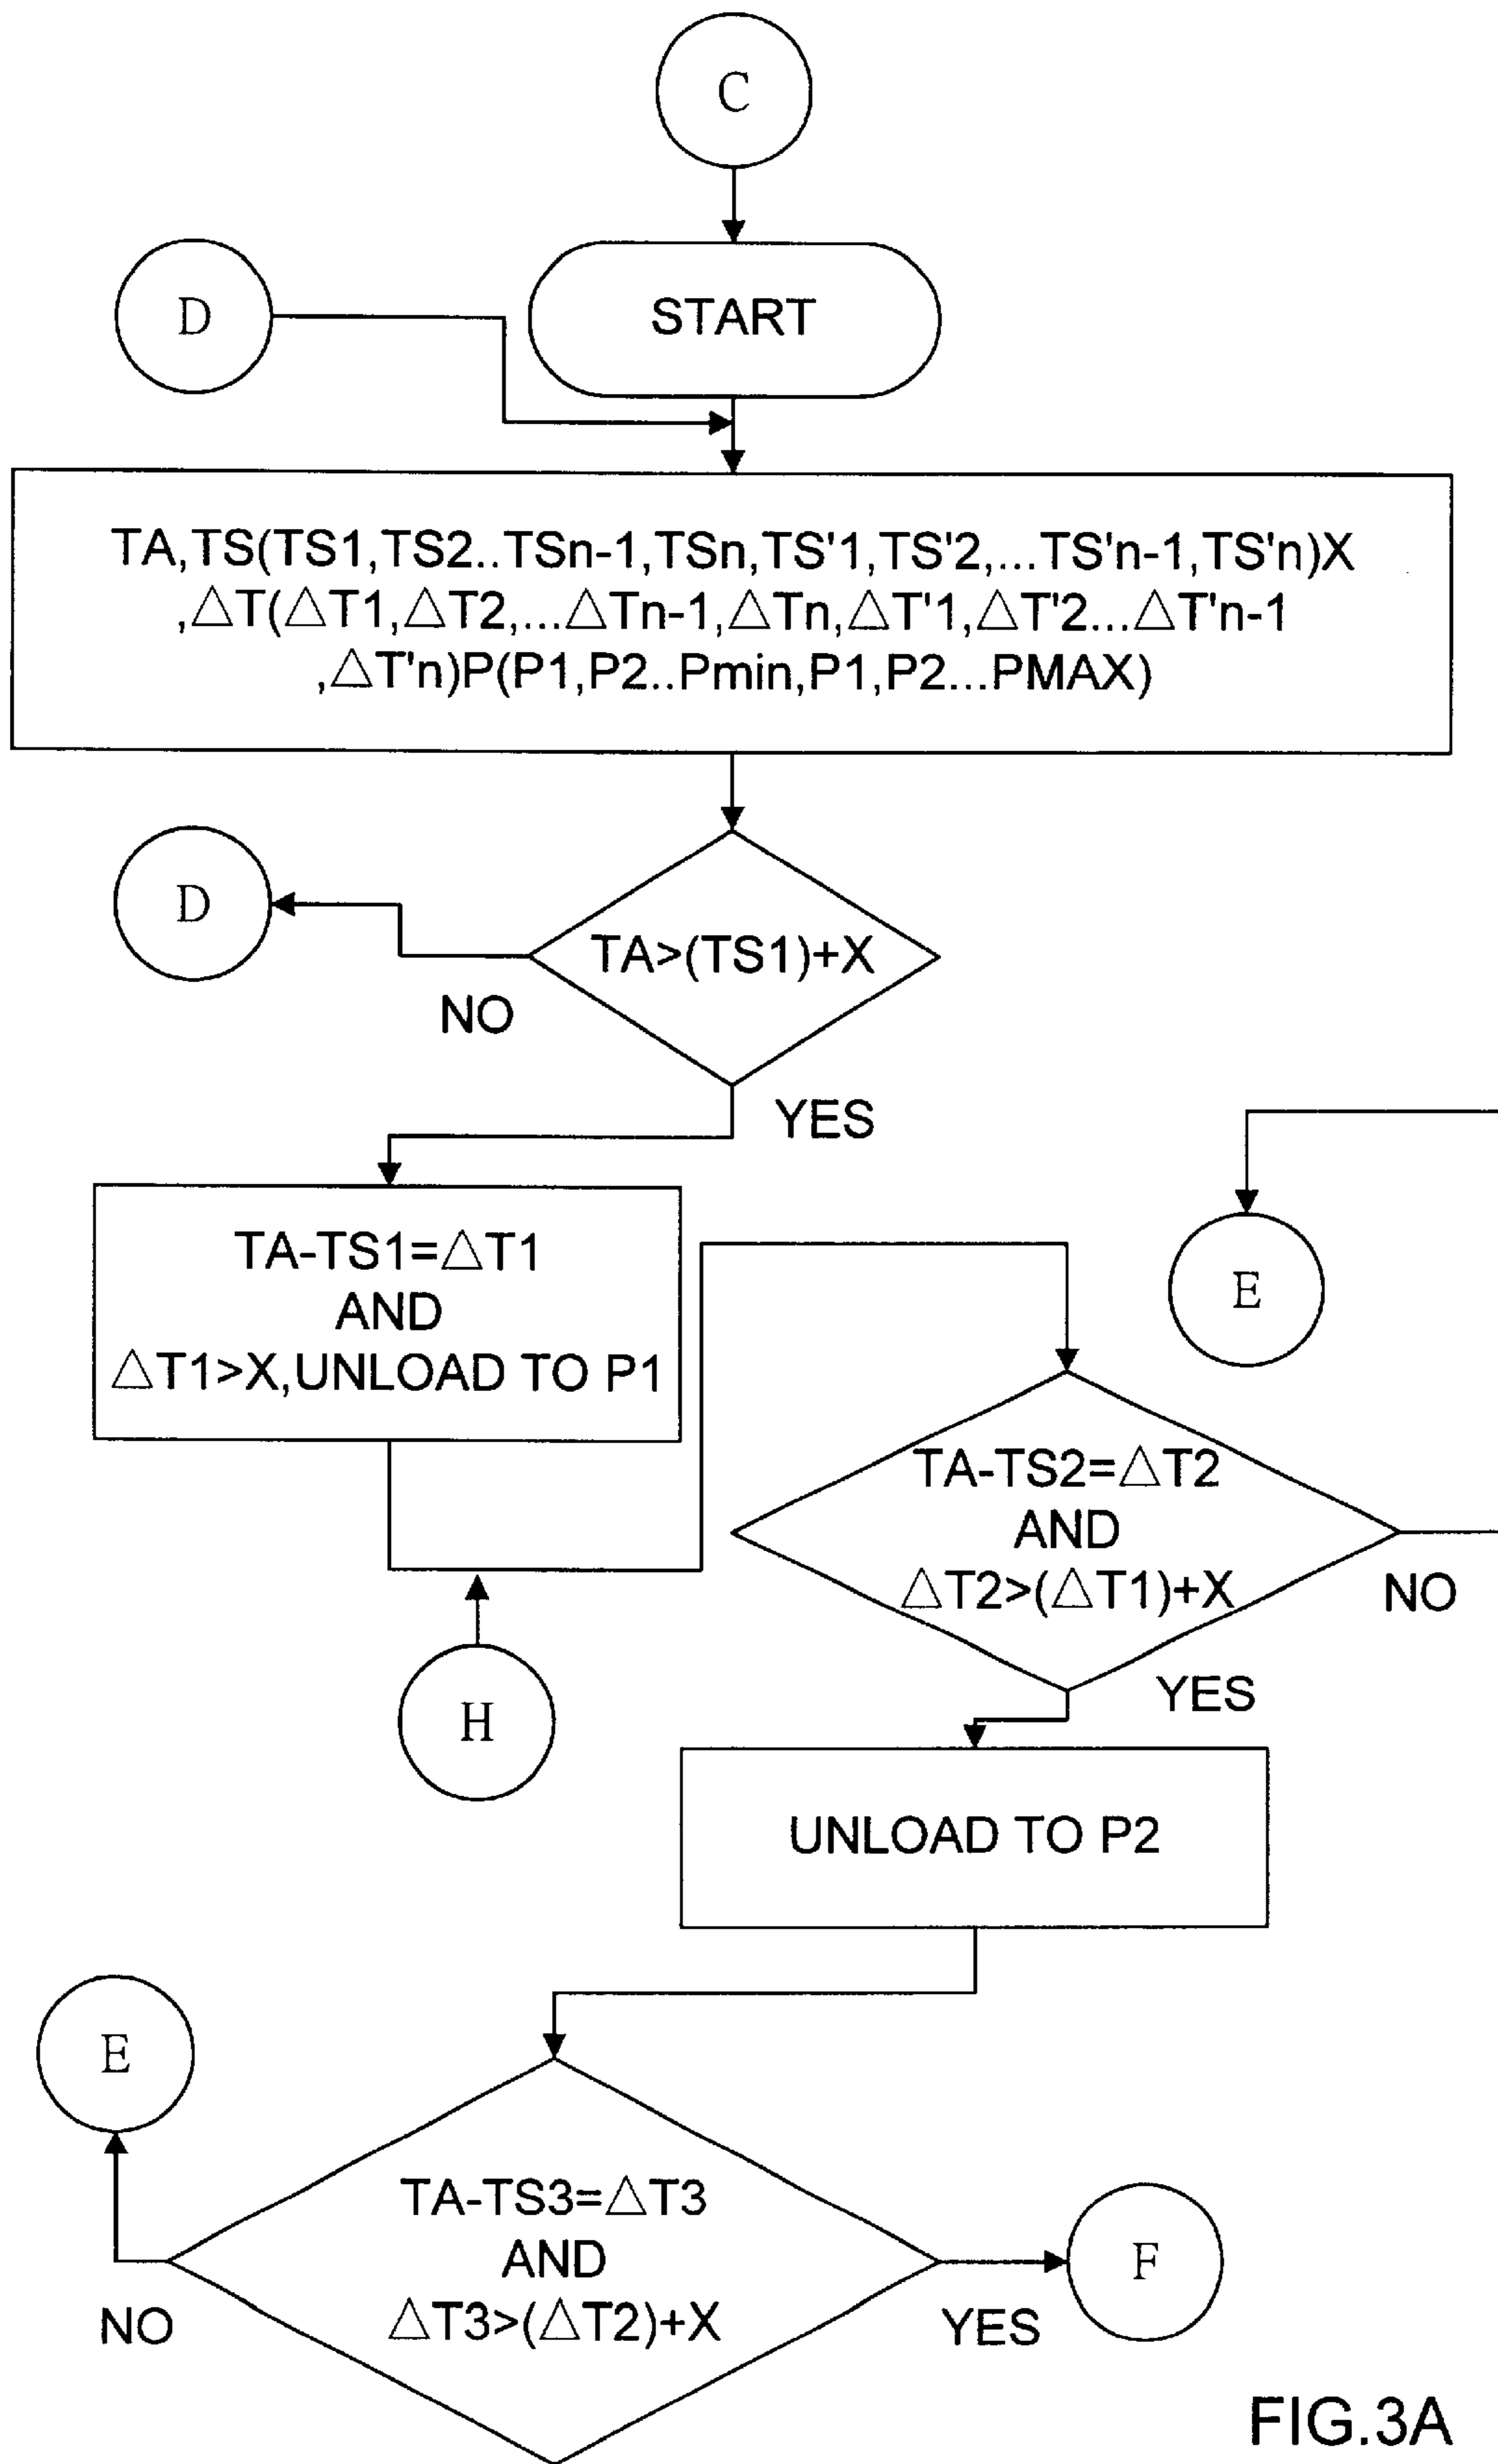 C
D
START
TA,TS(TS1,TS2..TSn-1,TSn,TS'1,TS'2,...TS'n-1,TS'n)X
,△T(△T1,△T2,...△Tn-1,△Tn,△T'1,△T'2...△T'n-1
,△T'n)P(P1,P2..Pmin,P1,P2...PMAX)
D
TA>(TS1)+X
NO
YES
TA-TS1=△T1
AND
△T1>X,UNLOAD TO P1
E
TA-TS2=△T2
AND
△T2>(△T1)+X
NO
YES
H
UNLOAD TO P2
E
TA-TS3=△T3
AND
△T3>(△T2)+X
NO
YES
F
FIG.3A